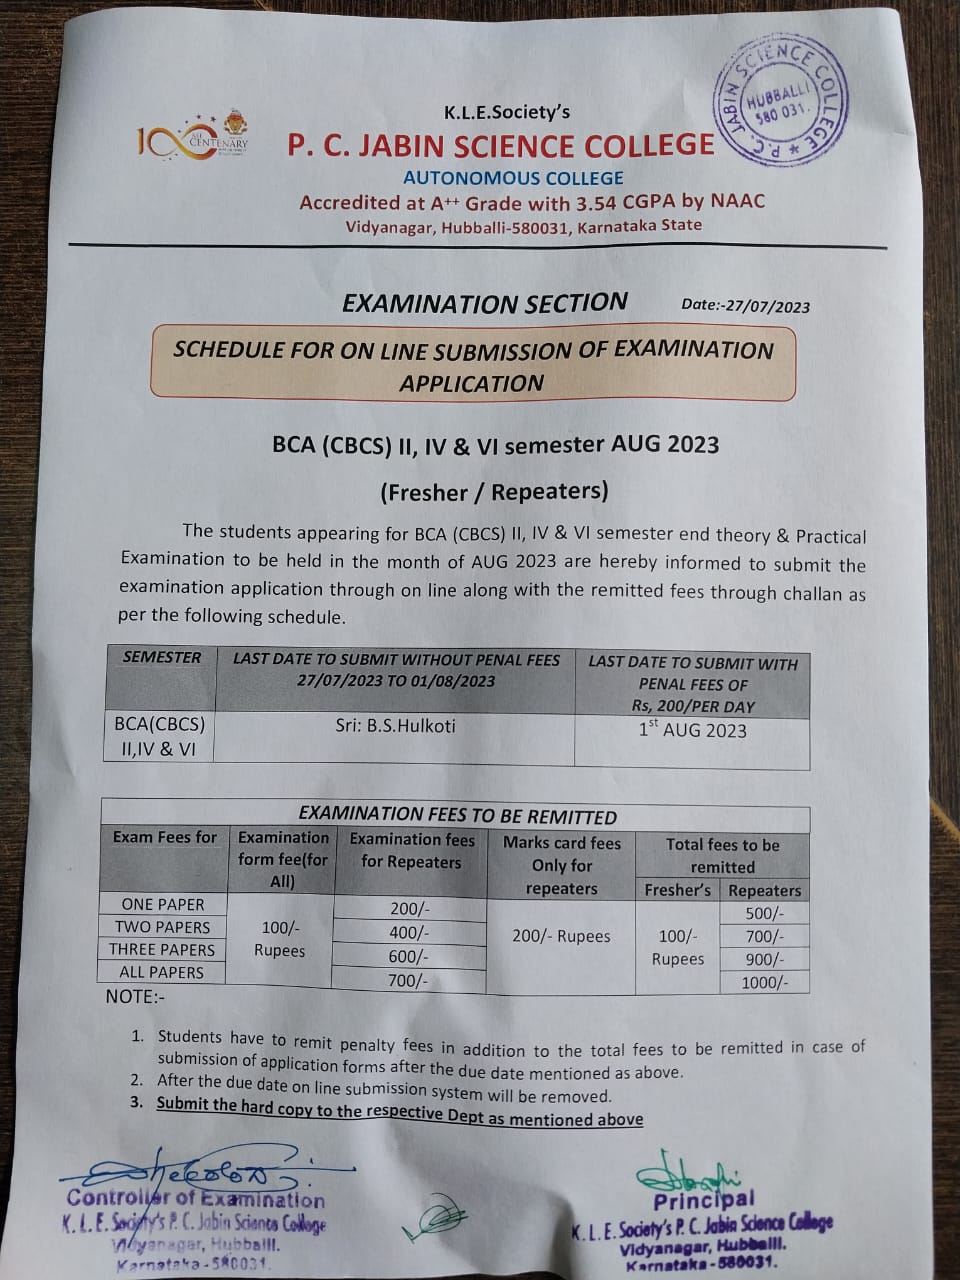 K.L.E.Society's
P. C. JABIN SCIENCE COLLEGE
AUTONOMOUS COLLEGE
Accredited at A++ Grade with 3.54 CGPA by NAAC
Vidyanagar, Hubballi-580031, Karnataka State
CENTENARY
P.C. JABIN SCIENCE COLLEGE
HUBBALLI
580 031.
EXAMINATION SECTION Date:-27/07/2023
SCHEDULE FOR ON LINE SUBMISSION OF EXAMINATION
APPLICATION
BCA (CBCS) II, IV & VI semester AUG 2023
(Fresher / Repeaters)
The students appearing for BCA (CBCS) II, IV & VI semester end theory & Practical
Examination to be held in the month of AUG 2023 are hereby informed to submit the
examination application through on line along with the remitted fees through challan as
per the following schedule.
SEMESTER LAST DATE TO SUBMIT WITHOUT PENAL FEES LAST DATE TO SUBMIT WITH
27/07/2023 TO 01/08/2023 PENAL FEES OF
Rs, 200/PER DAY
BCA(CBCS) Sri: B.S.Hulkoti 1st AUG 2023
II,IV & VI
EXAMINATION FEES TO BE REMITTED
Exam Fees for Examination Examination fees Marks card fees Total fees to be
form fee(for for Repeaters Only for remitted
All) repeaters Fresher's Repeaters
ONE PAPER 200/- 500/-
TWO PAPERS 100/- 400/- 200/- Rupees 100/- 700/-
THREE PAPERS Rupees 600/- Rupees 900/-
ALL PAPERS 700/- 1000/-
NOTE:-
1. Students have to remit penalty fees in addition to the total fees to be remitted in case of
submission of application forms after the due date mentioned as above.
2. After the due date on line submission system will be removed.
3. Submit the hard copy to the respective Dept as mentioned above
Controller of Examination
K. L. E. Society's P. C. Jabin Science College
Vidyanagar, Hubballi.
Karnataka - 580031.
Principal
K. L. E. Society's P. C. Jabin Science College
Vidyanagar, Hubballi.
Karnataka - 580031.